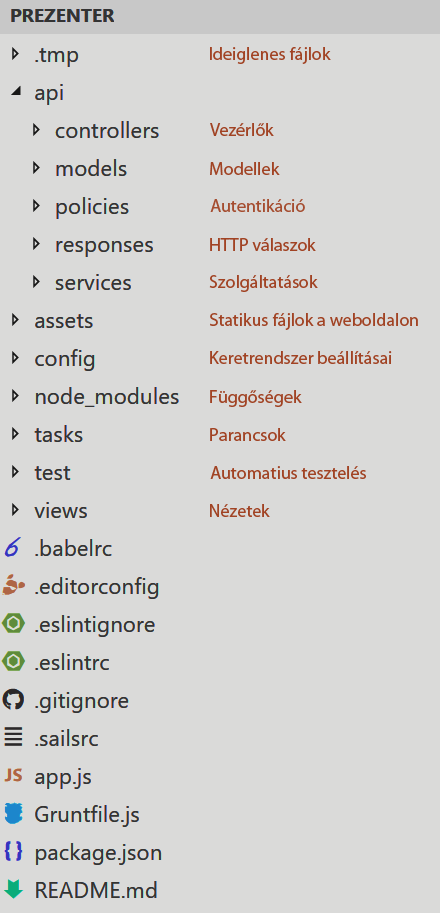 PREZENTER
.tmp Ideiglenes fájlok
api
controllers Vezérlők
models Modellek
policies Autentikáció
responses HTTP válaszok
services Szolgáltatások
assets Statikus fájlok a weboldalon
config Keretrendszer beállításai
node_modules Függőségek
tasks Parancsok
test Automatius tesztelés
views Nézetek
.babelrc
.editorconfig
.eslintignore
.eslintrc
.gitignore
.sailsrc
JS app.js
Gruntfile.js
package.json
README.md